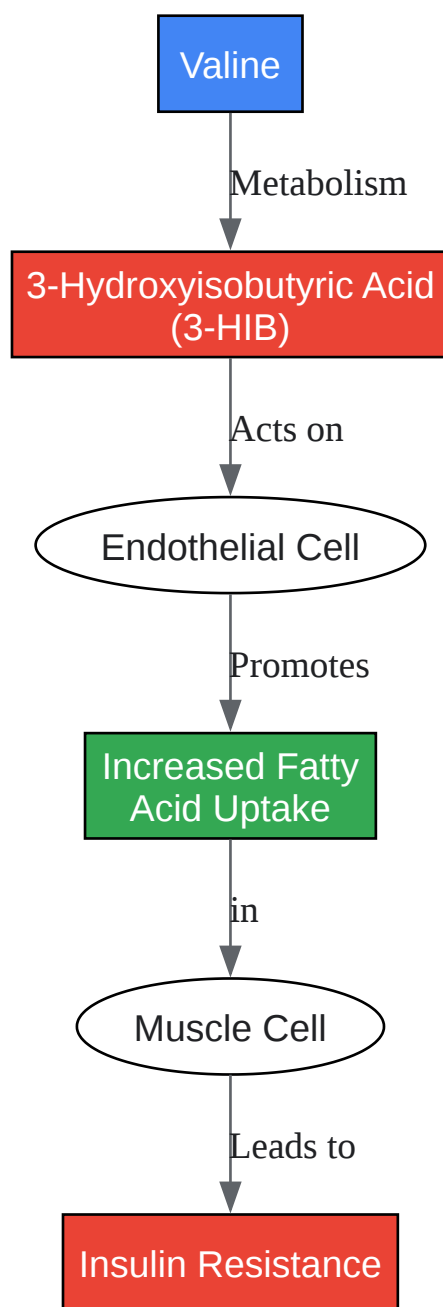 Valine
Metabolism
3-Hydroxyisobutyric Acid
(3-HIB)
Acts on
Endothelial Cell
Promotes
Increased Fatty
Acid Uptake
in
Muscle Cell
Leads to
Insulin Resistance